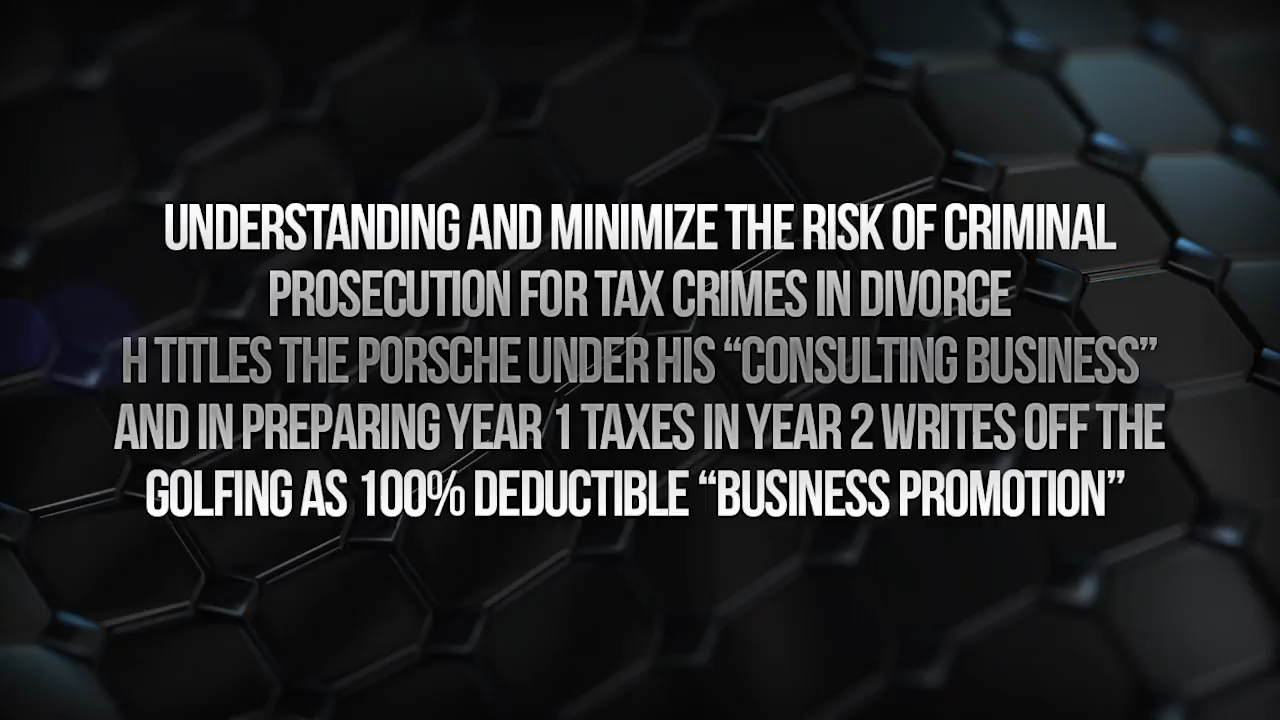 UNDERSTANDING AND MINIMIZE THE RISK OF CRIMINAL
PROSECUTION FOR TAX CRIMES IN DIVORCE
H TITLES THE PORSCHE UNDER HIS “CONSULTING BUSINESS”
AND IN PREPARING YEAR 1 TAXES IN YEAR 2 WRITES OFF THE
GOLFING AS 100% DEDUCTIBLE “BUSINESS PROMOTION”